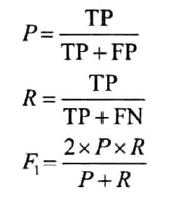 P = TP / (TP + FP)
R = TP / (TP + FN)
F₁ = (2 × P × R) / (P + R)